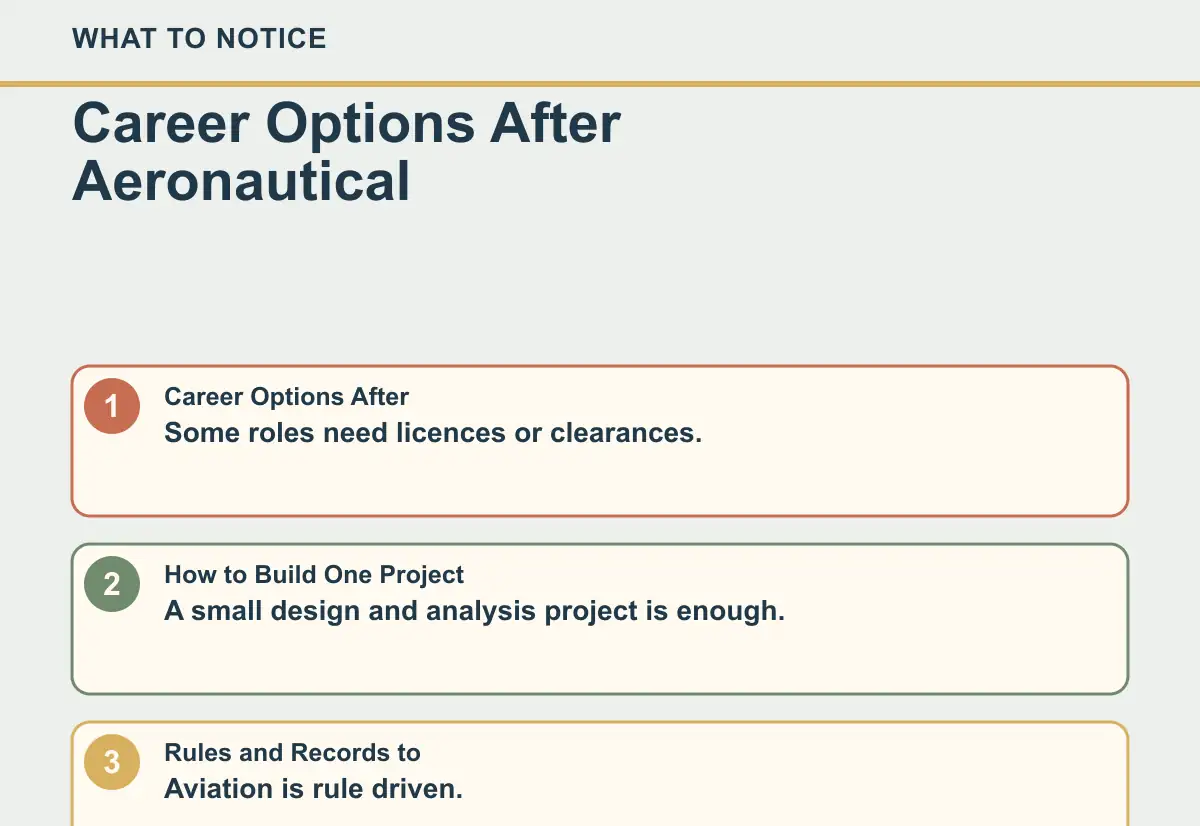 WHAT TO NOTICE
Career Options After
Aeronautical
1
Career Options After
Some roles need licences or clearances.
2
How to Build One Project
A small design and analysis project is enough.
3
Rules and Records to
Aviation is rule driven.